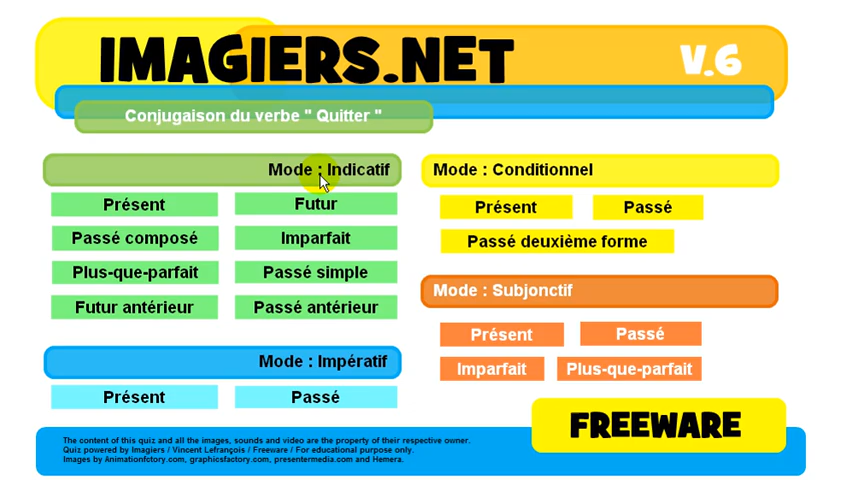 IMAGIERS.NET
V.6
Conjugaison du verbe " Quitter "
Mode : Indicatif
Présent
Futur
Passé composé
Imparfait
Plus-que-parfait
Passé simple
Futur antérieur
Passé antérieur
Mode : Impératif
Présent
Passé
Mode : Conditionnel
Présent
Passé
Passé deuxième forme
Mode : Subjonctif
Présent
Passé
Imparfait
Plus-que-parfait
FREEWARE
The content of this quiz and all the images, sounds and video are the property of their respective owner.
Quiz powered by Imagiers / Vincent Lefrançois / Freeware / For educational purpose only.
Images by Animationfctory.com, graphicsfactory.com, presentermedia.com and Hemera.